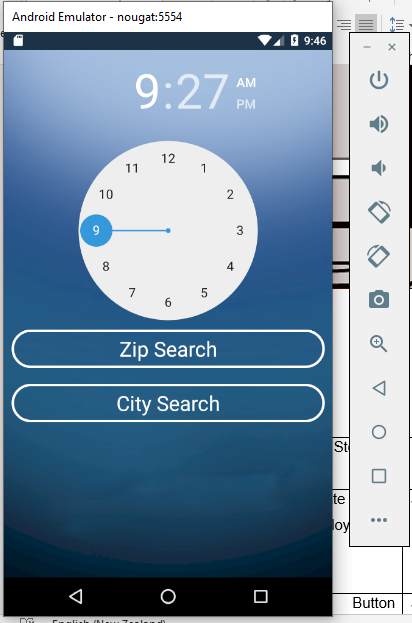 Android Emulator - nougat:5554
9:46
9:27
AM
PM
12
11 1
10 2
9 3
8 4
7 5
6
Zip Search
City Search
St
te
loy
Button
English (New Zealand)